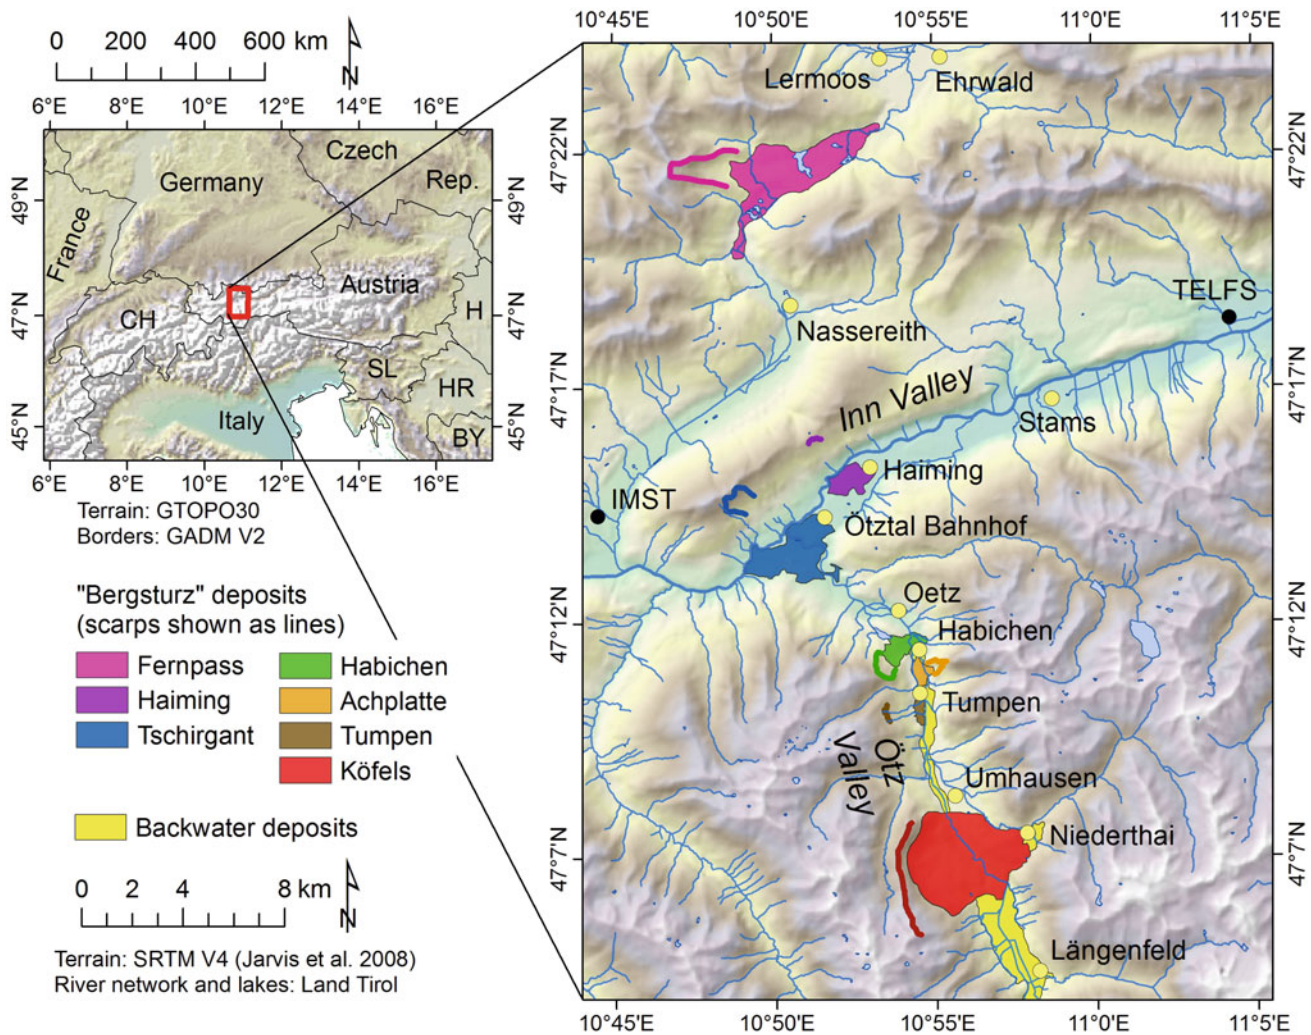 0 200 400 600 km
N
6°E 8°E 10°E 12°E 14°E 16°E
49°N
47°N
45°N
49°N
47°N
45°N
Czech
Rep.
Germany
France
Austria
CH
H
SL
HR
Italy
BY
6°E 8°E 10°E 12°E 14°E 16°E
Terrain: GTOPO30
Borders: GADM V2
"Bergsturz" deposits
(scarps shown as lines)
Fernpass
Haiming
Tschirgant
Habichen
Achplatte
Tumpen
Köfels
Backwater deposits
0 2 4 8 km
N
Terrain: SRTM V4 (Jarvis et al. 2008)
River network and lakes: Land Tirol
10°45'E 10°50'E 10°55'E 11°0'E 11°5'E
47°22'N
47°17'N
47°12'N
47°7'N
47°22'N
47°17'N
47°12'N
47°7'N
Lermoos
Ehrwald
TELFS
Nassereith
Inn Valley
Stams
Haiming
IMST
Ötztal Bahnhof
Oetz
Habichen
Tumpen
Ötz
Valley
Umhausen
Niederthai
Längenfeld
10°45'E 10°50'E 10°55'E 11°0'E 11°5'E